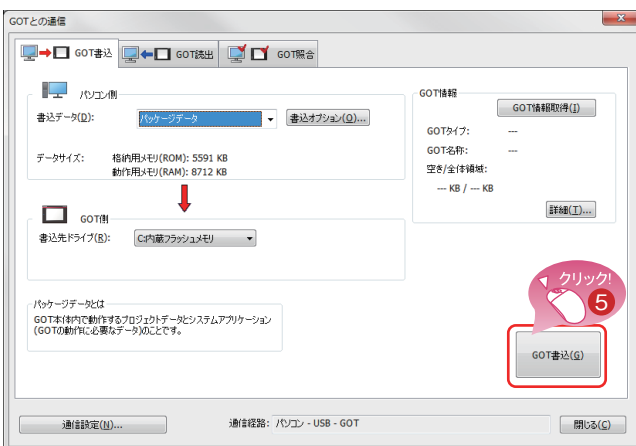 GOTとの通信
GOT書込 GOT読出 GOT照合
パソコン側
書込データ(D): パッケージデータ 書込オプション(O)...
データサイズ: 格納用メモリ(ROM): 5591 KB
動作用メモリ(RAM): 8712 KB
GOT側
書込先ドライブ(R): C:内蔵フラッシュメモリ
パッケージデータとは
GOT本体内で動作するプロジェクトデータとシステムアプリケーション
(GOTの動作に必要なデータ)のことです。
GOT情報
GOT情報取得(I)
GOTタイプ: ---
GOT名称: ---
空き/全体領域:
--- KB / --- KB
詳細(T)...
クリック!
5
GOT書込(G)
通信設定(N)... 通信経路: パソコン - USB - GOT 閉じる(C)